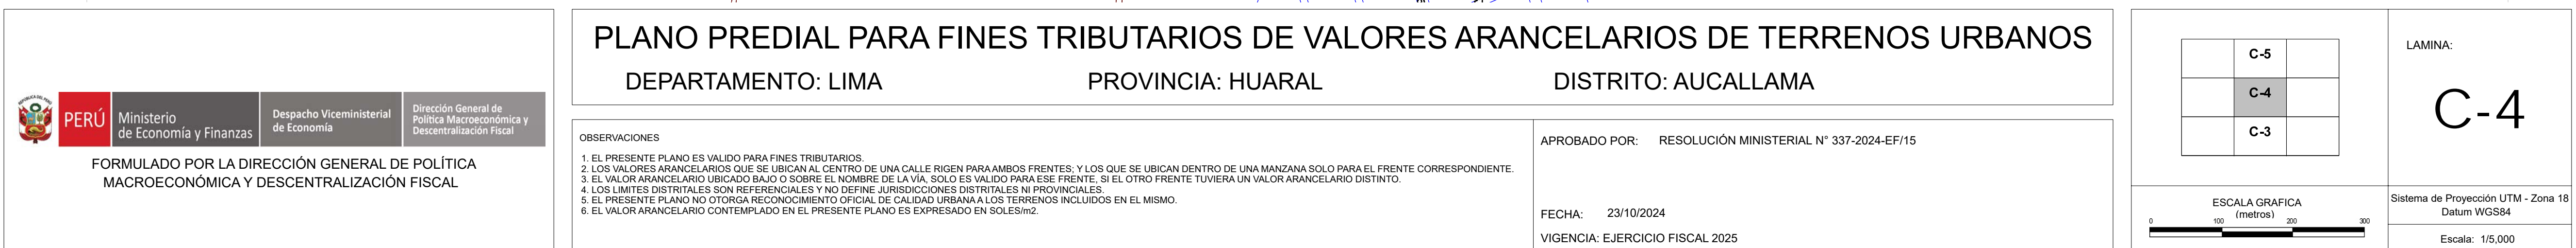 REPÚBLICA DEL PERÚ
PERÚ
Ministerio
de Economía y Finanzas
Despacho Viceministerial
de Economía
Dirección General de
Política Macroeconómica y
Descentralización Fiscal
FORMULADO POR LA DIRECCIÓN GENERAL DE POLÍTICA
MACROECONÓMICA Y DESCENTRALIZACIÓN FISCAL
PLANO PREDIAL PARA FINES TRIBUTARIOS DE VALORES ARANCELARIOS DE TERRENOS URBANOS
DEPARTAMENTO: LIMA PROVINCIA: HUARAL DISTRITO: AUCALLAMA
OBSERVACIONES
1. EL PRESENTE PLANO ES VALIDO PARA FINES TRIBUTARIOS.
2. LOS VALORES ARANCELARIOS QUE SE UBICAN AL CENTRO DE UNA CALLE RIGEN PARA AMBOS FRENTES; Y LOS QUE SE UBICAN DENTRO DE UNA MANZANA SOLO PARA EL FRENTE CORRESPONDIENTE.
3. EL VALOR ARANCELARIO UBICADO BAJO O SOBRE EL NOMBRE DE LA VÍA, SOLO ES VALIDO PARA ESE FRENTE, SI EL OTRO FRENTE TUVIERA UN VALOR ARANCELARIO DISTINTO.
4. LOS LIMITES DISTRITALES SON REFERENCIALES Y NO DEFINE JURISDICCIONES DISTRITALES NI PROVINCIALES.
5. EL PRESENTE PLANO NO OTORGA RECONOCIMIENTO OFICIAL DE CALIDAD URBANA A LOS TERRENOS INCLUIDOS EN EL MISMO.
6. EL VALOR ARANCELARIO CONTEMPLADO EN EL PRESENTE PLANO ES EXPRESADO EN SOLES/m2.
APROBADO POR: RESOLUCIÓN MINISTERIAL N° 337-2024-EF/15
FECHA: 23/10/2024
VIGENCIA: EJERCICIO FISCAL 2025
C-5
C-4
C-3
LAMINA:
C-4
ESCALA GRAFICA
(metros)
0 100 200 300
Sistema de Proyección UTM - Zona 18
Datum WGS84
Escala: 1/5,000